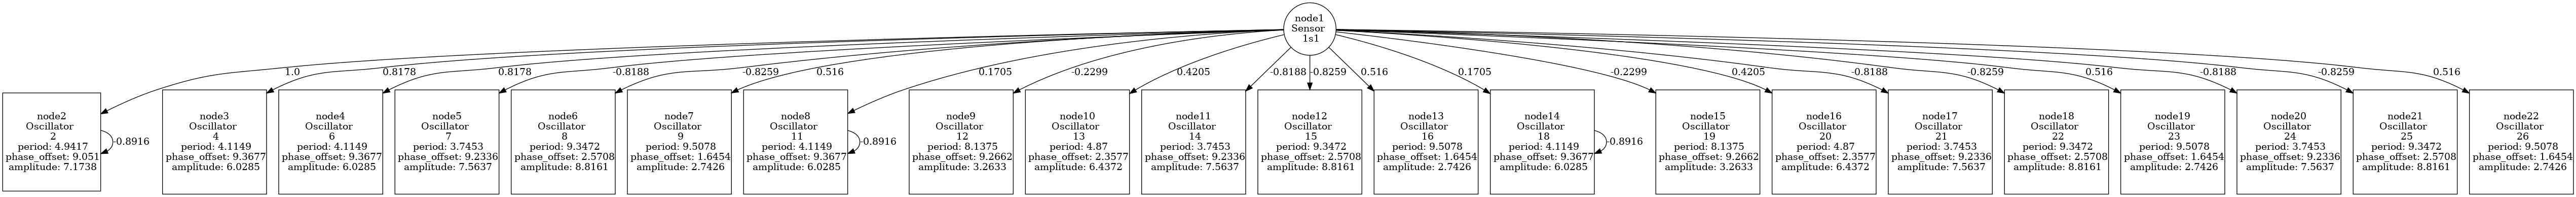 node1
Sensor
1s1
1.0
0.8178
0.8178
-0.8188
-0.8259
0.516
0.1705
-0.2299
0.4205
-0.8188
-0.8259
0.516
0.1705
-0.2299
0.4205
-0.8188
-0.8259
0.516
-0.8188
-0.8259
0.516
node2
Oscillator
2
period: 4.9417
phase_offset: 9.051
amplitude: 7.1738
-0.8916
node3
Oscillator
4
period: 4.1149
phase_offset: 9.3677
amplitude: 6.0285
node4
Oscillator
6
period: 4.1149
phase_offset: 9.3677
amplitude: 6.0285
node5
Oscillator
7
period: 3.7453
phase_offset: 9.2336
amplitude: 7.5637
node6
Oscillator
8
period: 9.3472
phase_offset: 2.5708
amplitude: 8.8161
node7
Oscillator
9
period: 9.5078
phase_offset: 1.6454
amplitude: 2.7426
node8
Oscillator
11
period: 4.1149
phase_offset: 9.3677
amplitude: 6.0285
-0.8916
node9
Oscillator
12
period: 8.1375
phase_offset: 9.2662
amplitude: 3.2633
node10
Oscillator
13
period: 4.87
phase_offset: 2.3577
amplitude: 6.4372
node11
Oscillator
14
period: 3.7453
phase_offset: 9.2336
amplitude: 7.5637
node12
Oscillator
15
period: 9.3472
phase_offset: 2.5708
amplitude: 8.8161
node13
Oscillator
16
period: 9.5078
phase_offset: 1.6454
amplitude: 2.7426
node14
Oscillator
18
period: 4.1149
phase_offset: 9.3677
amplitude: 6.0285
-0.8916
node15
Oscillator
19
period: 8.1375
phase_offset: 9.2662
amplitude: 3.2633
node16
Oscillator
20
period: 4.87
phase_offset: 2.3577
amplitude: 6.4372
node17
Oscillator
21
period: 3.7453
phase_offset: 9.2336
amplitude: 7.5637
node18
Oscillator
22
period: 9.3472
phase_offset: 2.5708
amplitude: 8.8161
node19
Oscillator
23
period: 9.5078
phase_offset: 1.6454
amplitude: 2.7426
node20
Oscillator
24
period: 3.7453
phase_offset: 9.2336
amplitude: 7.5637
node21
Oscillator
25
period: 9.3472
phase_offset: 2.5708
amplitude: 8.8161
node22
Oscillator
26
period: 9.5078
phase_offset: 1.6454
amplitude: 2.7426